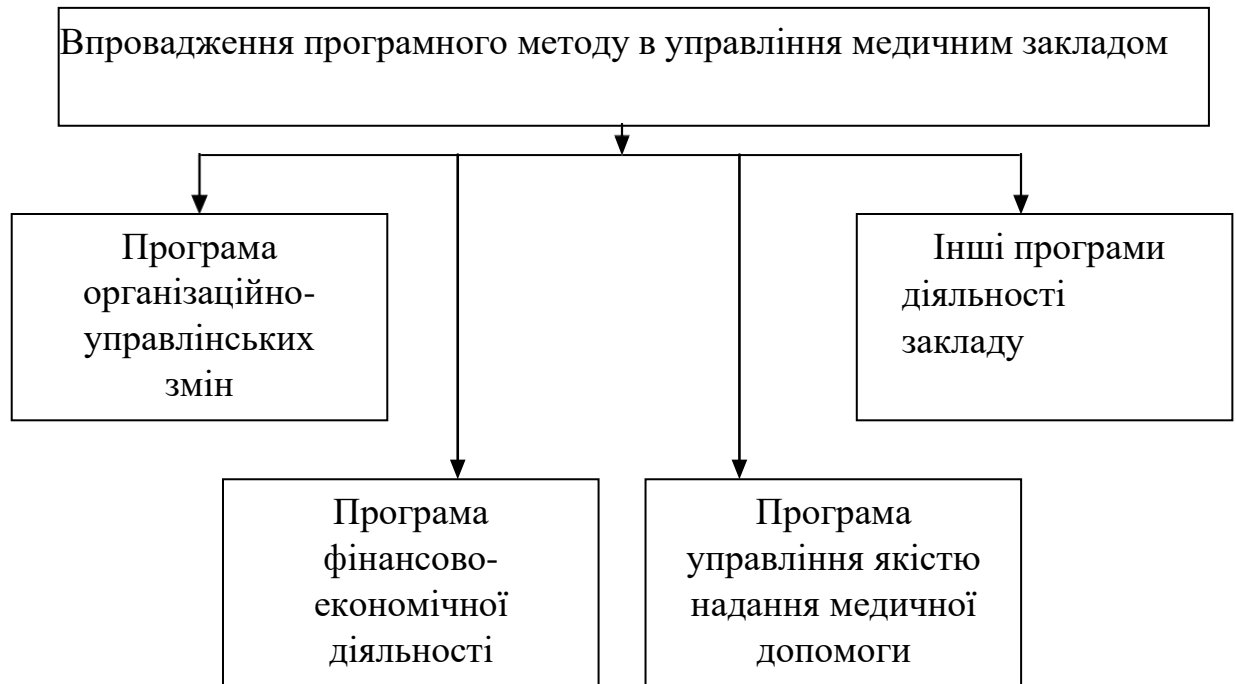 Впровадження програмного методу в управління медичним закладом
Програма
організаційно-
управлінських
змін
Інші програми
діяльності
закладу
Програма
фінансово-
економічної
діяльності
Програма
управління якістю
надання медичної
допомоги